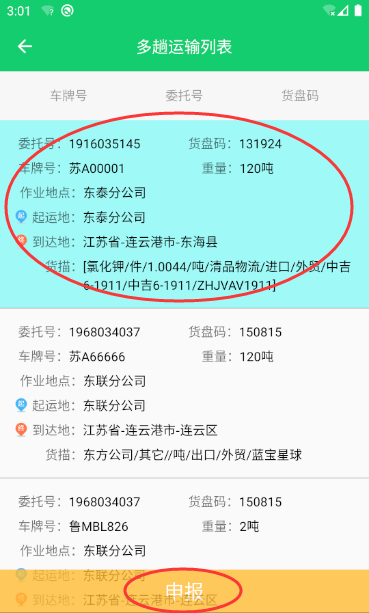 3:01
多趟运输列表
车牌号 委托号 货盘码
委托号: 1916035145 货盘码: 131924
车牌号: 苏A00001 重量: 120吨
作业地点: 东泰分公司
起 起运地: 东泰分公司
终 到达地: 江苏省-连云港市-东海县
货描: [氯化钾/件/1.0044/吨/清品物流/进口/外贸/中吉
6-1911/中吉6-1911/ZHJVAV1911]
委托号: 1968034037 货盘码: 150815
车牌号: 苏A66666 重量: 120吨
作业地点: 东联分公司
起 起运地: 东联分公司
终 到达地: 江苏省-连云港市-连云区
货描: 东方公司/其它//吨/出口/外贸/蓝宝星球
委托号: 1968034037 货盘码: 150815
车牌号: 鲁MBL826 重量: 2吨
作业地点: 东联分公司
起 起运地: 东联分公司
申报
终 到达地: 江苏省-连云港市-连云区